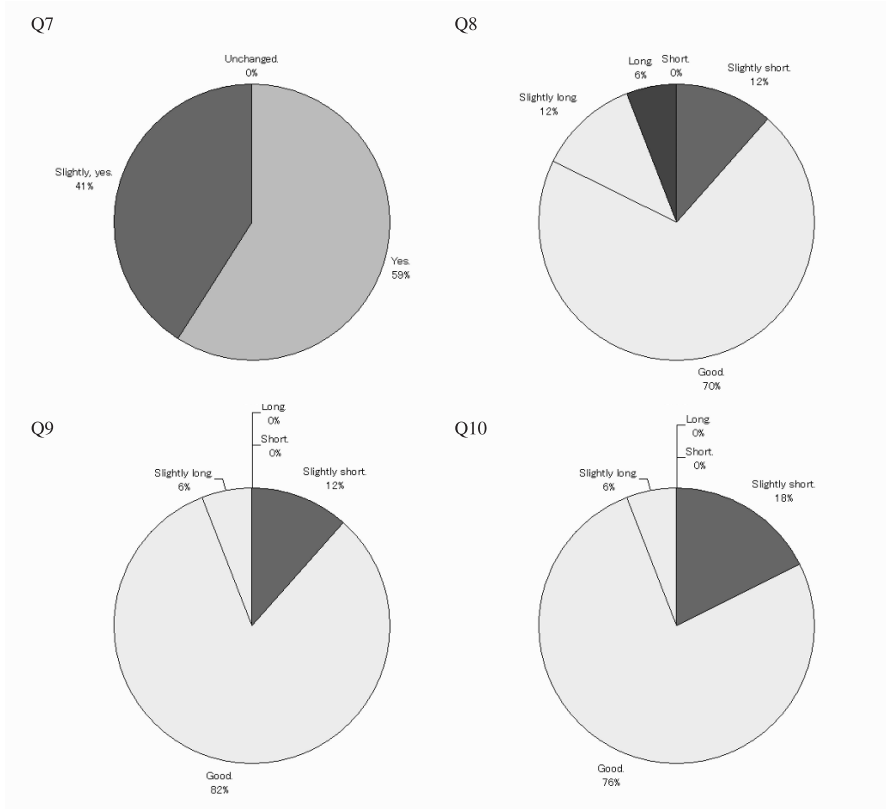 Q7
Unchanged.
0%
Slightly, yes.
41%
Yes.
59%
Q8
Long.
6%
Short.
0%
Slightly short.
12%
Slightly long.
12%
Good.
70%
Q9
Long.
0%
Short.
0%
Slightly long.
6%
Slightly short.
12%
Good.
82%
Q10
Long.
0%
Short.
0%
Slightly long.
6%
Slightly short.
18%
Good.
76%